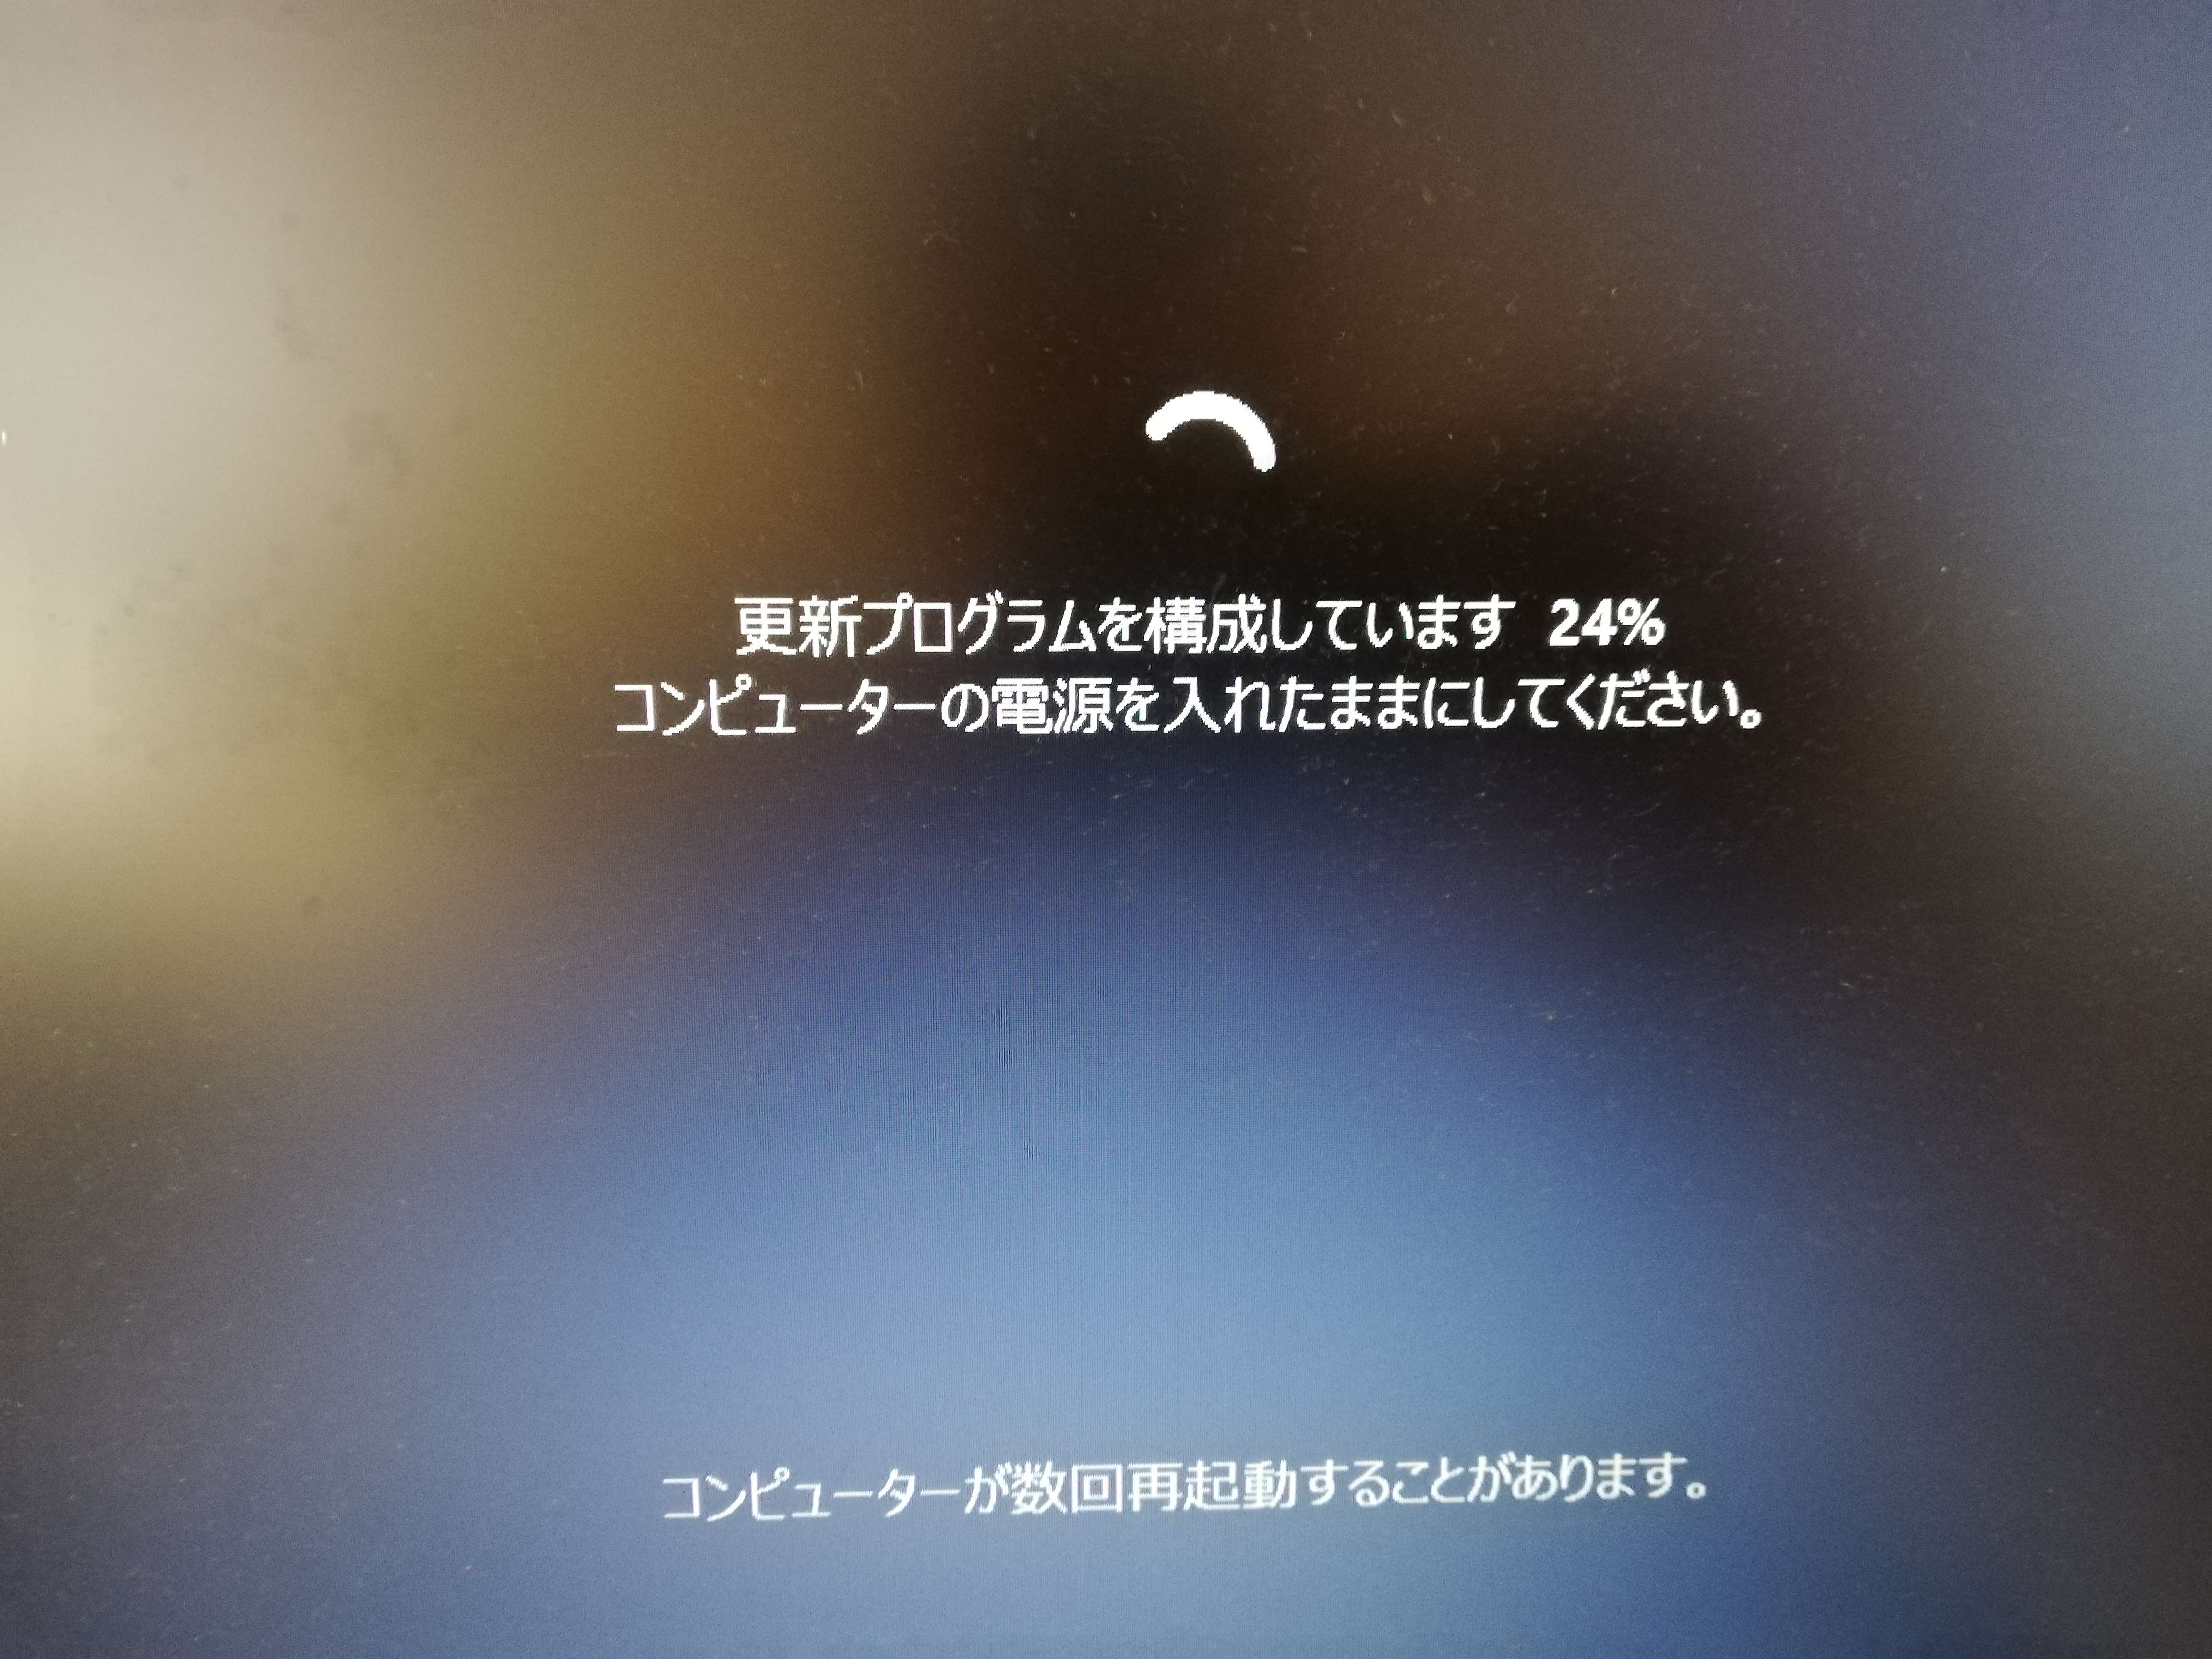 更新プログラムを構成しています 24%
コンピューターの電源を入れたままにしてください。
コンピューターが数回再起動することがあります。